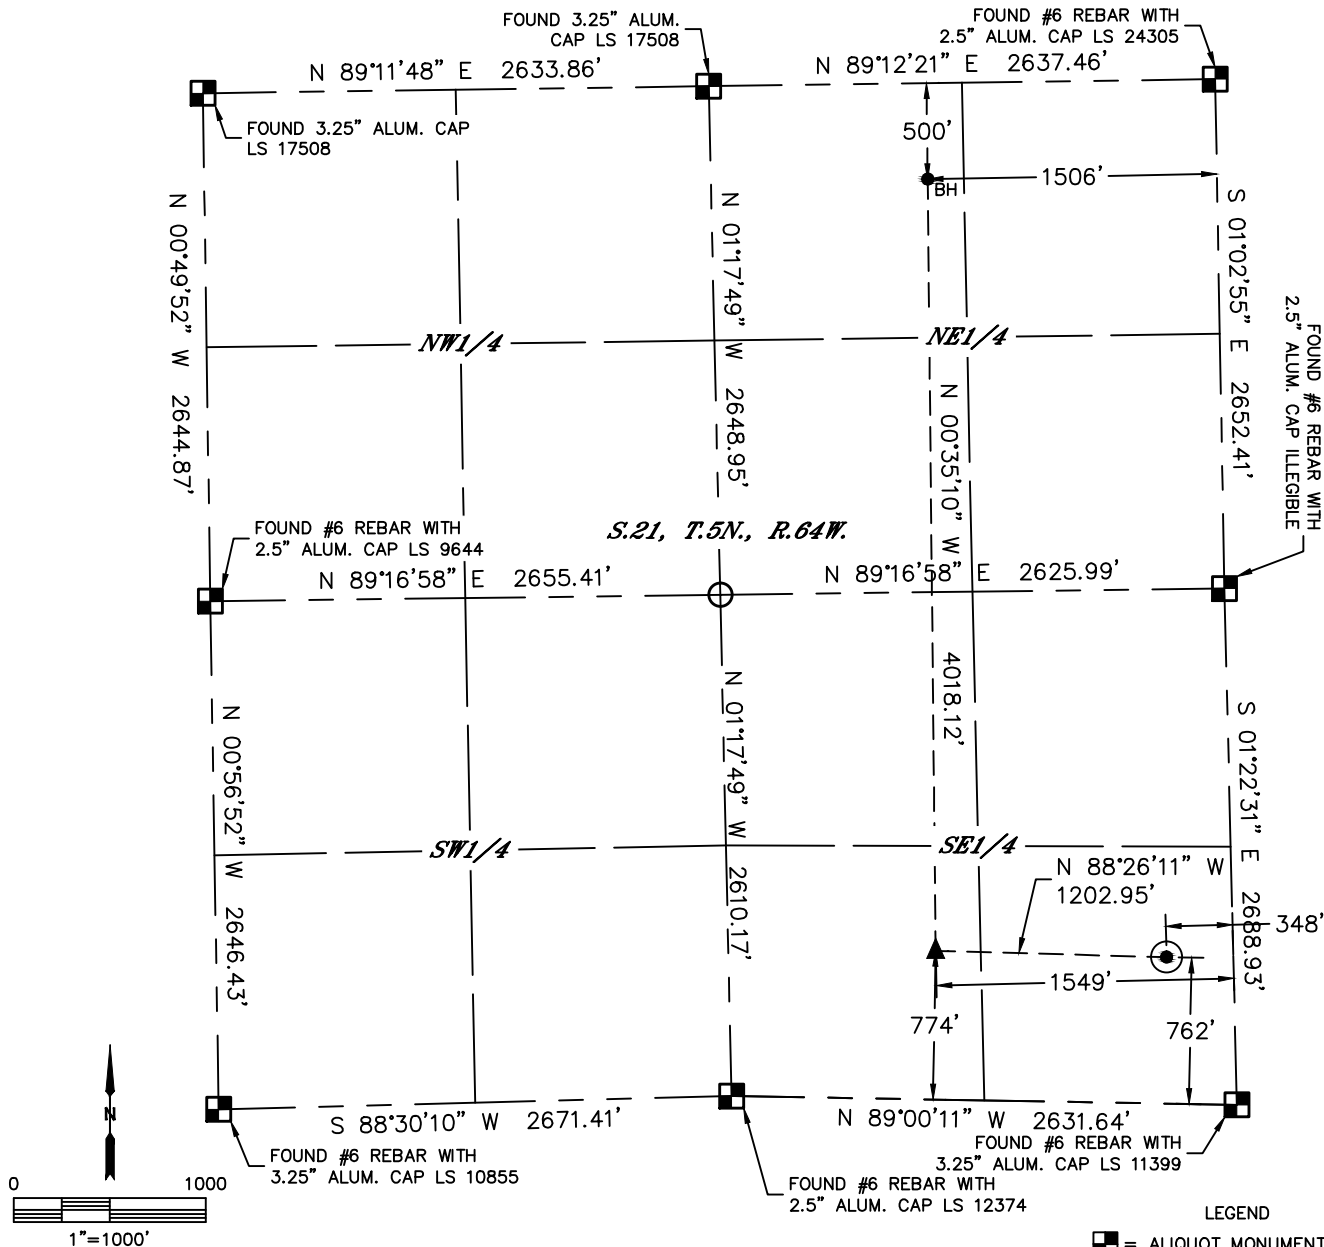 FOUND 3.25" ALUM.
CAP LS 17508
FOUND #6 REBAR WITH
2.5" ALUM. CAP LS 24305
N 89°11'48" E 2633.86'
N 89°12'21" E 2637.46'
FOUND 3.25" ALUM. CAP
LS 17508
500'
BH
1506'
N 00°49'52" W 2644.87'
N 01°17'49" W 2648.95'
S 01°02'55" E 2652.41'
FOUND #6 REBAR WITH
2.5" ALUM. CAP ILLEGIBLE
NW1/4
NE1/4
N 00°35'10" W 4018.12'
FOUND #6 REBAR WITH
2.5" ALUM. CAP LS 9644
S.21, T.5N., R.64W.
N 89°16'58" E 2655.41'
N 89°16'58" E 2625.99'
N 00°56'52" W 2646.43'
N 01°17'49" W 2610.17'
S 01°22'31" E 2688.93'
SW1/4
SE1/4
N 88°26'11" W
1202.95'
348'
1549'
774'
762'
N
S 88°30'10" W 2671.41'
N 89°00'11" W 2631.64'
FOUND #6 REBAR WITH
3.25" ALUM. CAP LS 10855
FOUND #6 REBAR WITH
3.25" ALUM. CAP LS 11399
FOUND #6 REBAR WITH
2.5" ALUM. CAP LS 12374
0 1000
1"=1000'
LEGEND
= ALIQUOT MONUMENT